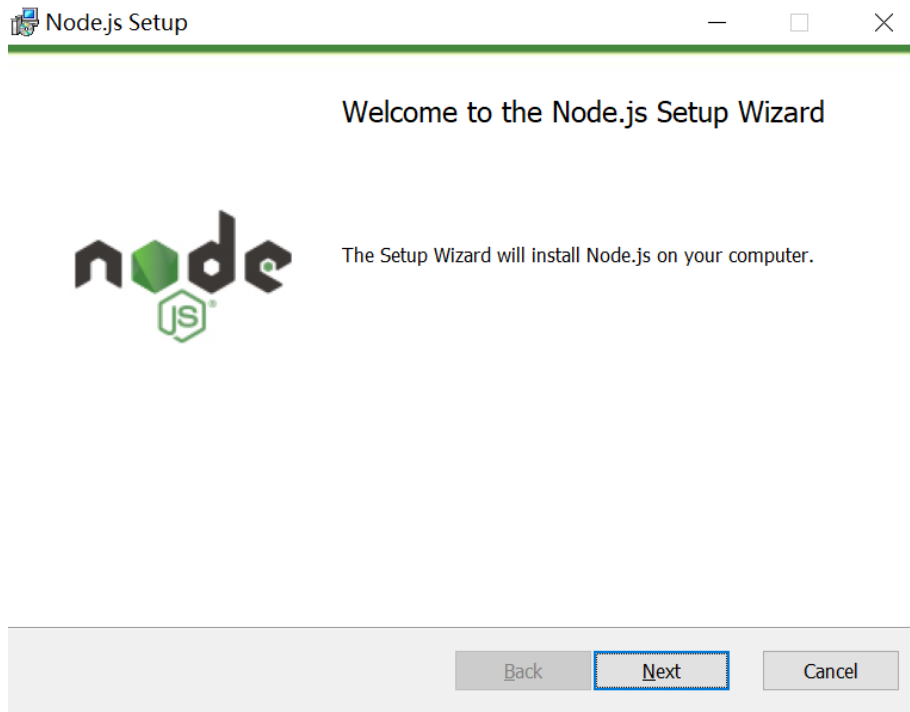 Node.js Setup
Welcome to the Node.js Setup Wizard
node
JS®
The Setup Wizard will install Node.js on your computer.
Back
Next
Cancel